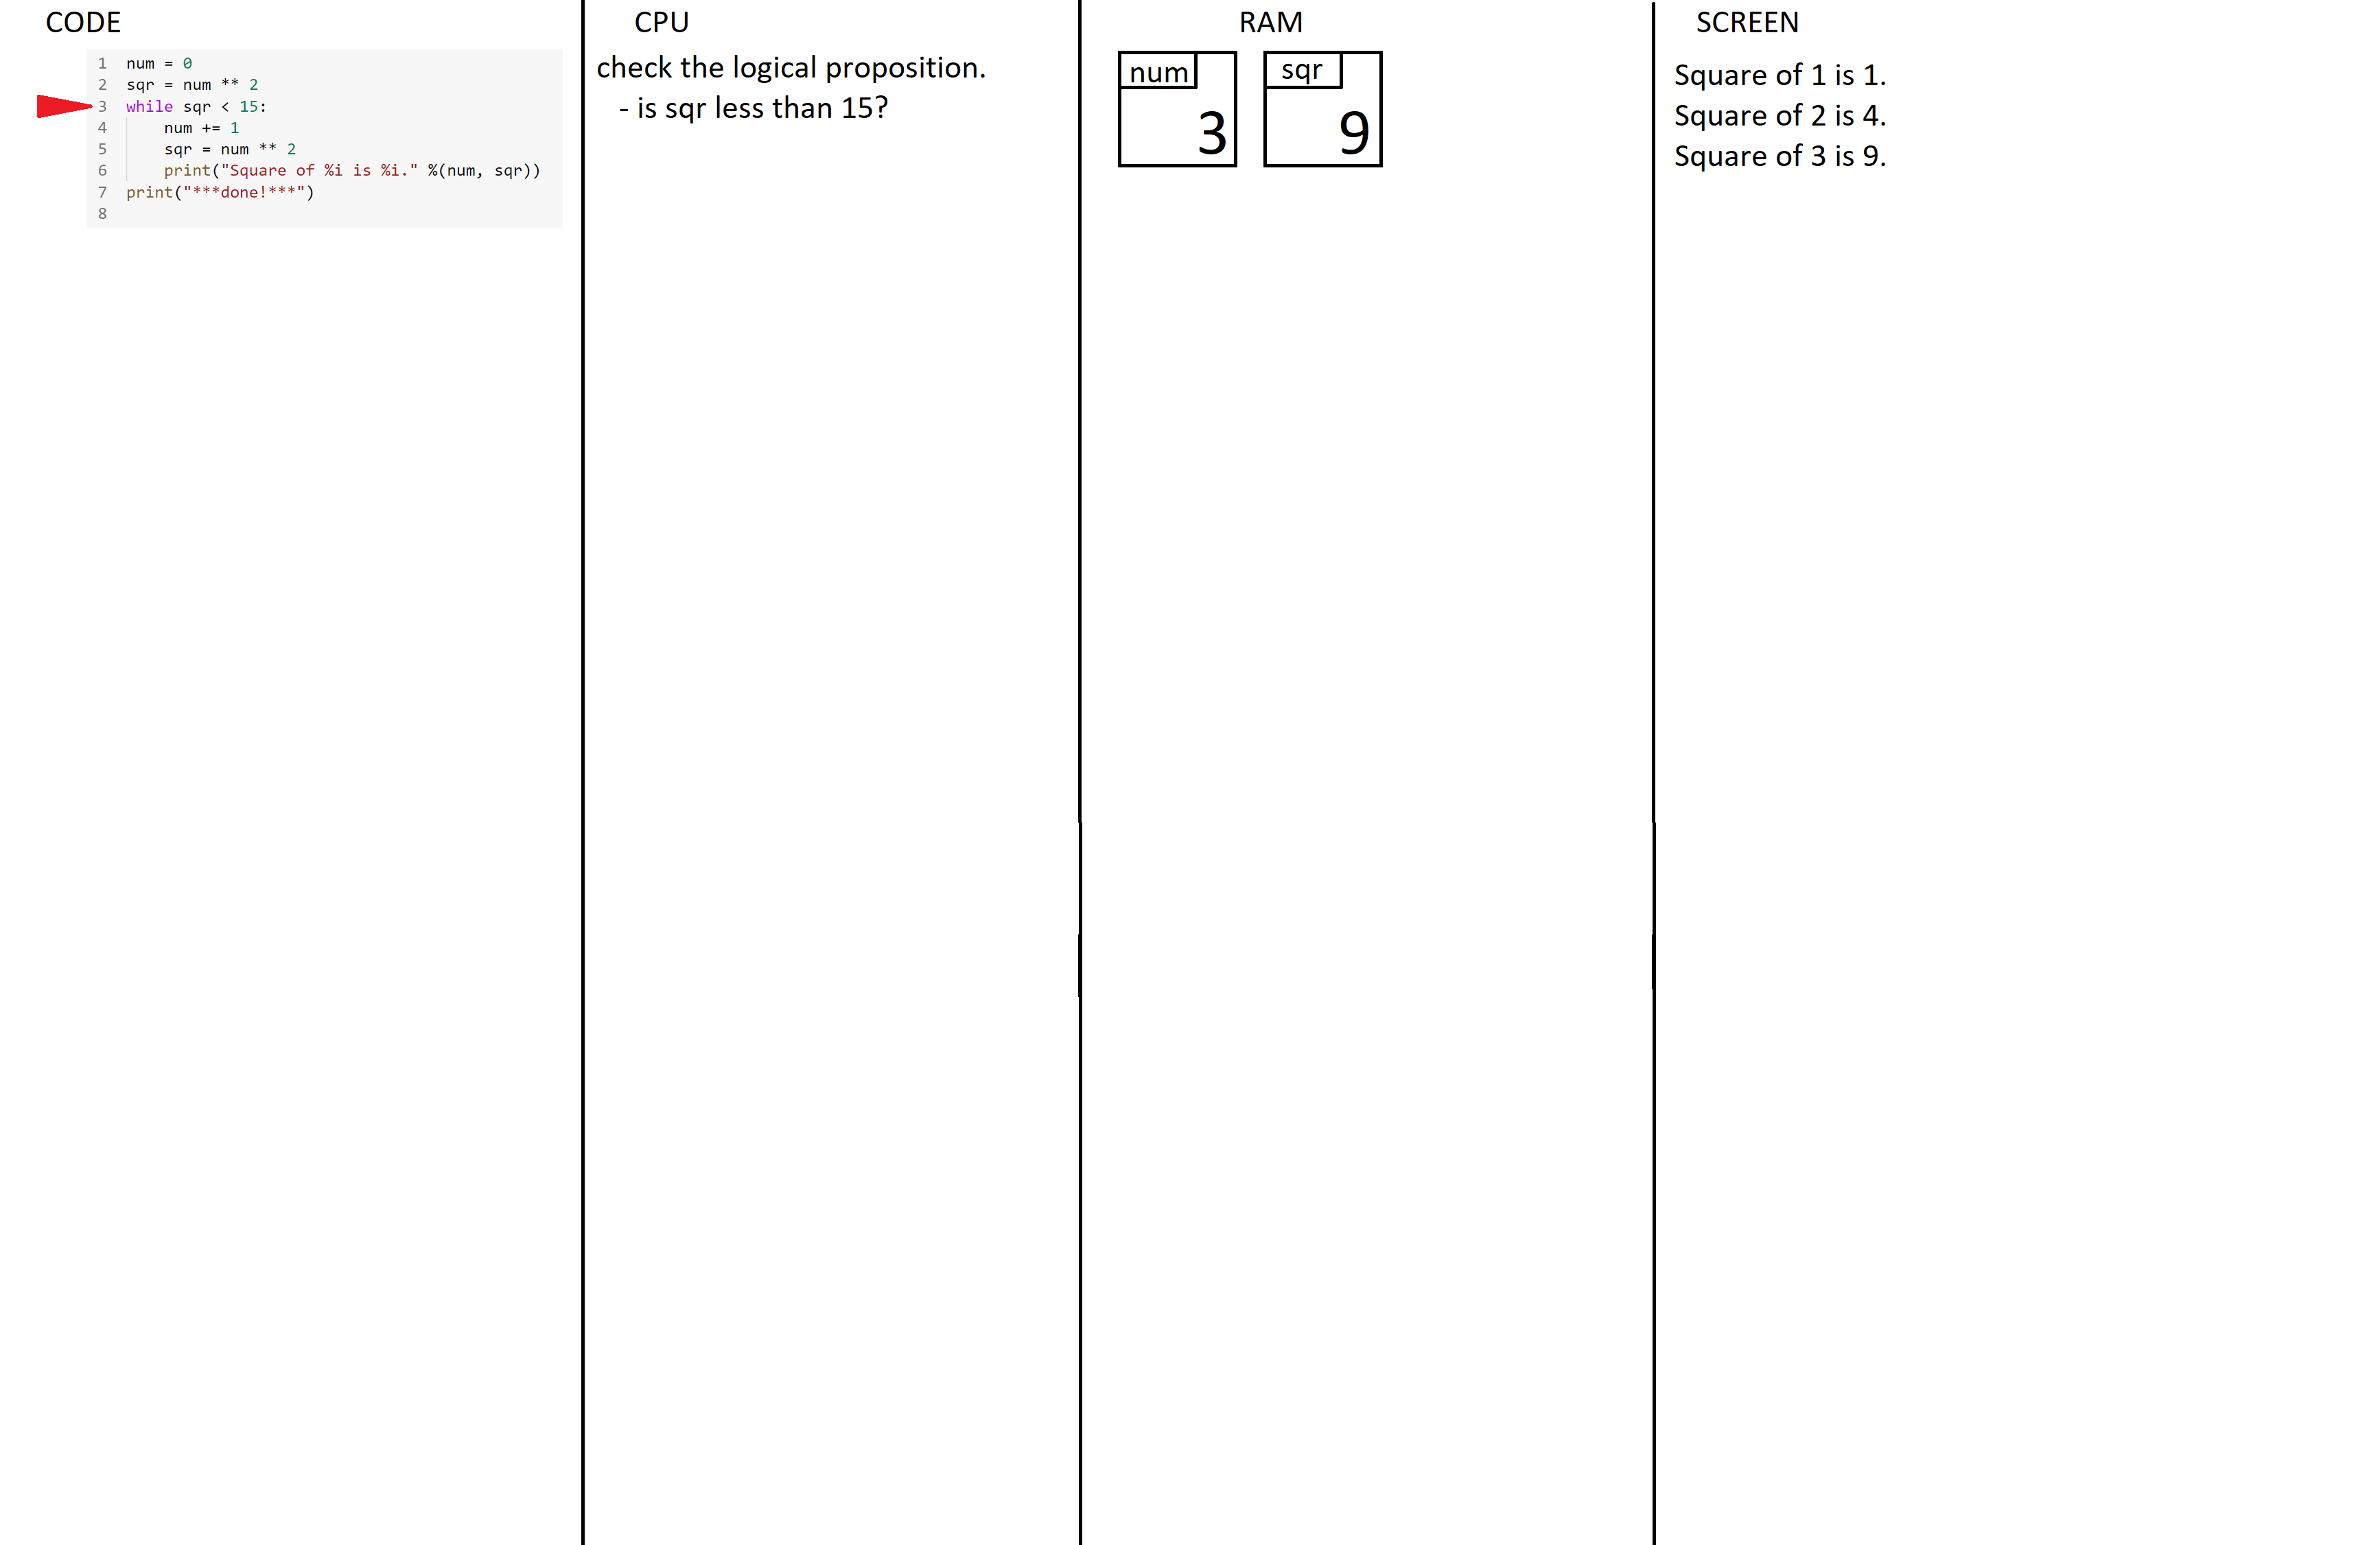 CODE
1 num = 0
2 sqr = num ** 2
3 while sqr < 15:
4     num += 1
5     sqr = num ** 2
6     print("Square of %i is %i." %(num, sqr))
7 print("***done!***")
8
CPU
check the logical proposition.
- is sqr less than 15?
RAM
num
3
sqr
9
SCREEN
Square of 1 is 1.
Square of 2 is 4.
Square of 3 is 9.